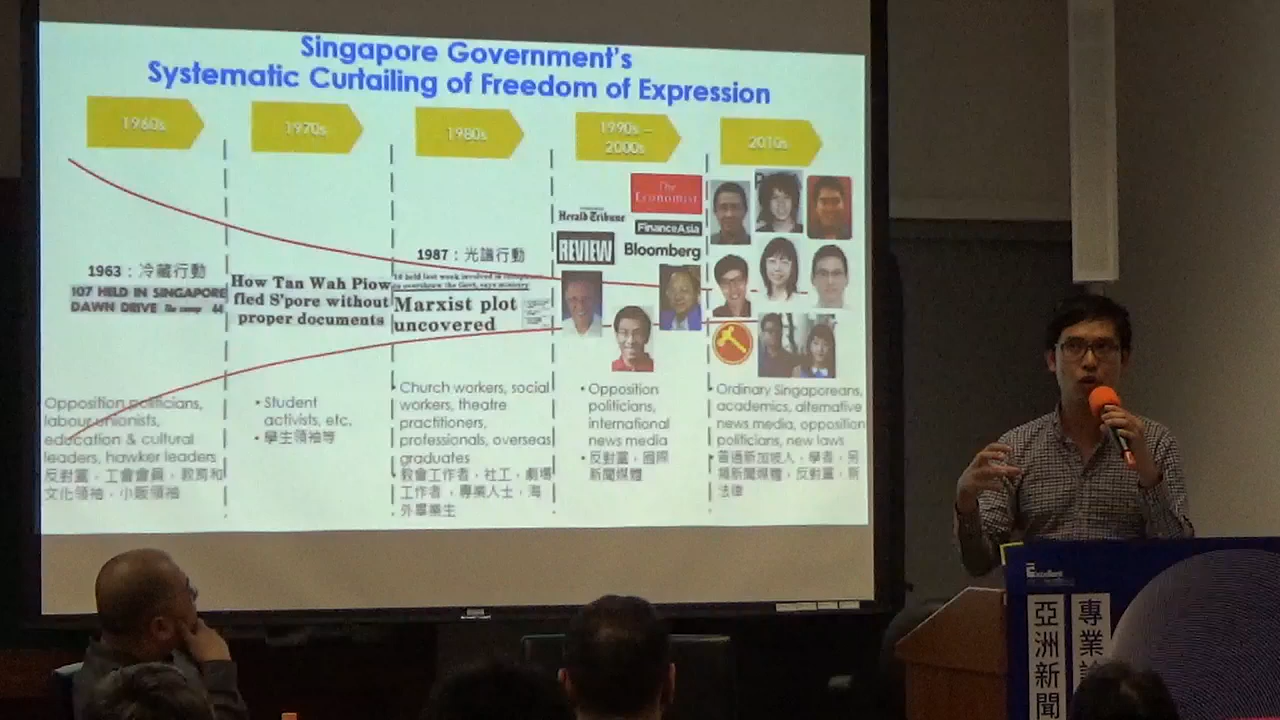 Singapore Government's
Systematic Curtailing of Freedom of Expression
1960s
1970s
1980s
1990s –
2000s
2010s
1963：冷藏行動
107 HELD IN SINGAPORE
DAWN DRIVE
Opposition politicians,
labour unionists,
education & cultural
leaders, hawker leaders
反對黨，工會會員，教育和
文化領袖，小販領袖
How Tan Wah Piow
fled S'pore without
proper documents
• Student
activists, etc.
• 學生領袖等
1987：光譜行動
Marxist plot
uncovered
Church workers, social
workers, theatre
practitioners,
professionals, overseas
graduates
教會工作者，社工，劇場
工作者，專業人士，海
外畢業生
The
Economist
Herald Tribune
FinanceAsia
REVIEW
Bloomberg
• Opposition
politicians,
international
news media
• 反對黨，國際
新聞媒體
• Ordinary Singaporeans,
academics, alternative
news media, opposition
politicians, new laws
• 普通新加坡人，學者，另
類新聞媒體，反對黨，新
法律
Excellent
專業
亞洲新聞